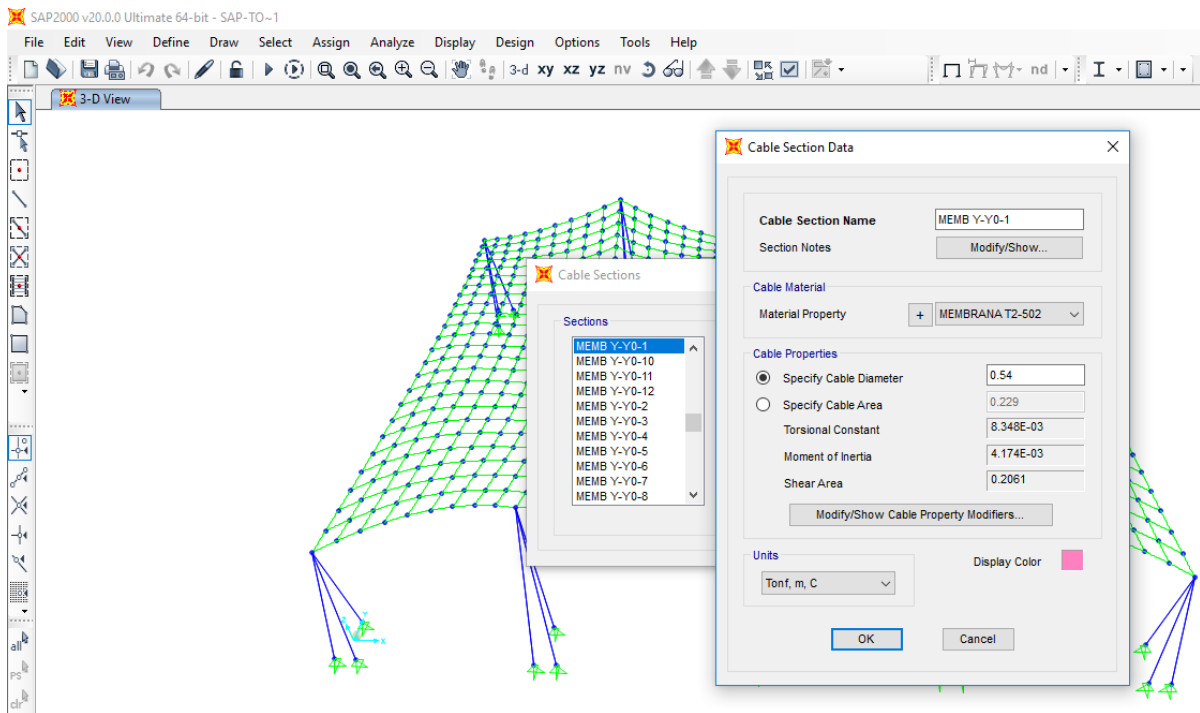 SAP2000 v20.0.0 Ultimate 64-bit - SAP-TO~1
File Edit View Define Draw Select Assign Analyze Display Design Options Tools Help
3-d xy xz yz nv nd
3-D View
all
PS
clr
Z Y X
Cable Sections
Sections
MEMB Y-Y0-1
MEMB Y-Y0-10
MEMB Y-Y0-11
MEMB Y-Y0-12
MEMB Y-Y0-2
MEMB Y-Y0-3
MEMB Y-Y0-4
MEMB Y-Y0-5
MEMB Y-Y0-6
MEMB Y-Y0-7
MEMB Y-Y0-8
Cable Section Data
Cable Section Name MEMB Y-Y0-1
Section Notes Modify/Show...
Cable Material
Material Property + MEMBRANA T2-502
Cable Properties
Specify Cable Diameter 0.54
Specify Cable Area 0.229
Torsional Constant 8.348E-03
Moment of Inertia 4.174E-03
Shear Area 0.2061
Modify/Show Cable Property Modifiers...
Units
Tonf, m, C
Display Color
OK Cancel